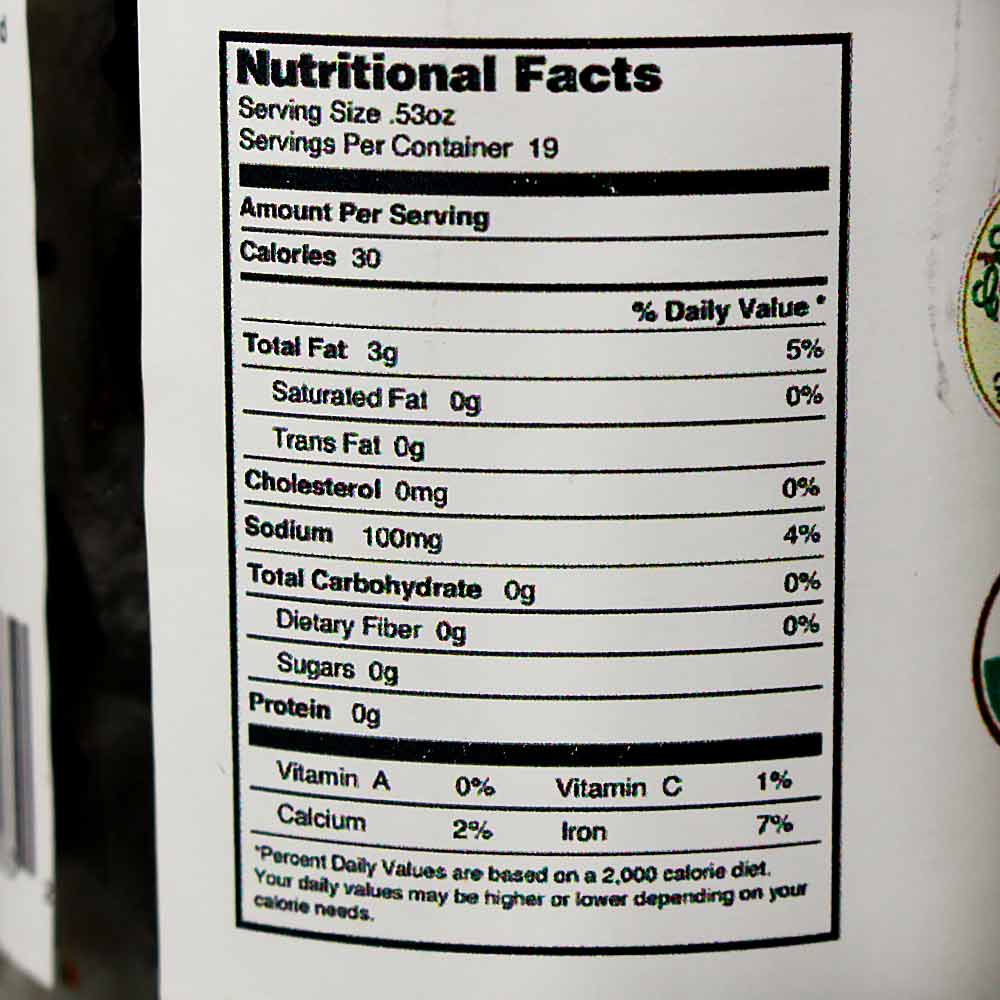 Nutritional Facts
Serving Size .53oz
Servings Per Container 19
Amount Per Serving
Calories 30
% Daily Value *
Total Fat 3g 5%
Saturated Fat 0g 0%
Trans Fat 0g
Cholesterol 0mg 0%
Sodium 100mg 4%
Total Carbohydrate 0g 0%
Dietary Fiber 0g 0%
Sugars 0g
Protein 0g
Vitamin A 0% Vitamin C 1%
Calcium 2% Iron 7%
*Percent Daily Values are based on a 2,000 calorie diet.
Your daily values may be higher or lower depending on your
calorie needs.